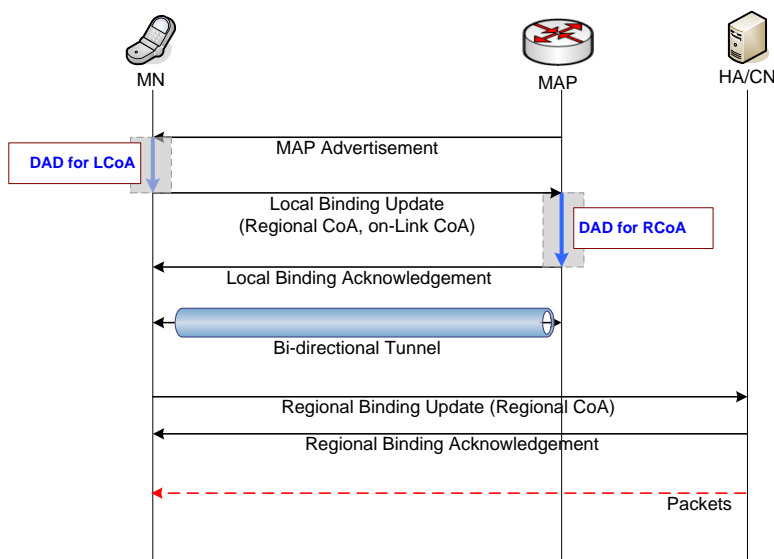 MN
MAP
HA/CN
MAP Advertisement
DAD for LCoA
Local Binding Update
(Regional CoA, on-Link CoA)
DAD for RCoA
Local Binding Acknowledgement
Bi-directional Tunnel
Regional Binding Update (Regional CoA)
Regional Binding Acknowledgement
Packets